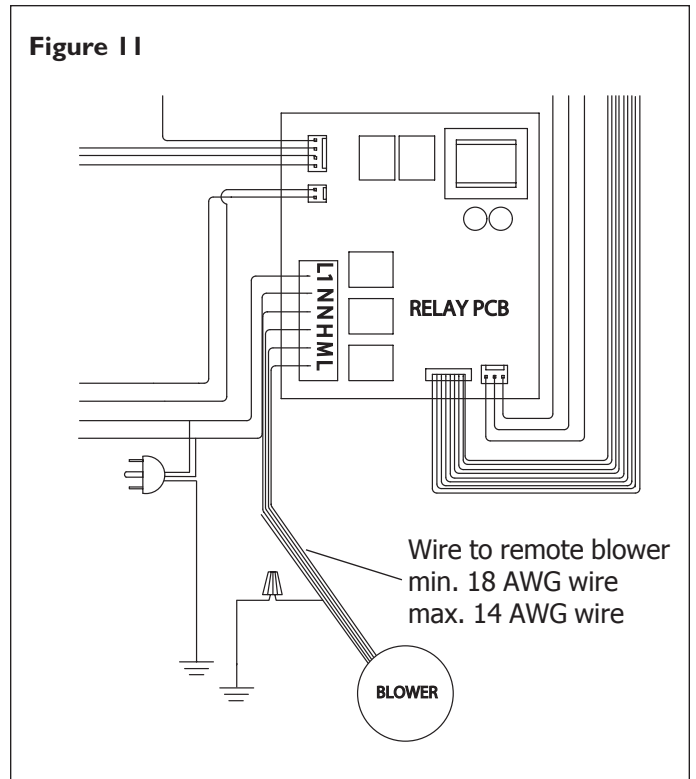 Figure 11
L1 N N H M L
RELAY PCB
Wire to remote blower
min. 18 AWG wire
max. 14 AWG wire
BLOWER